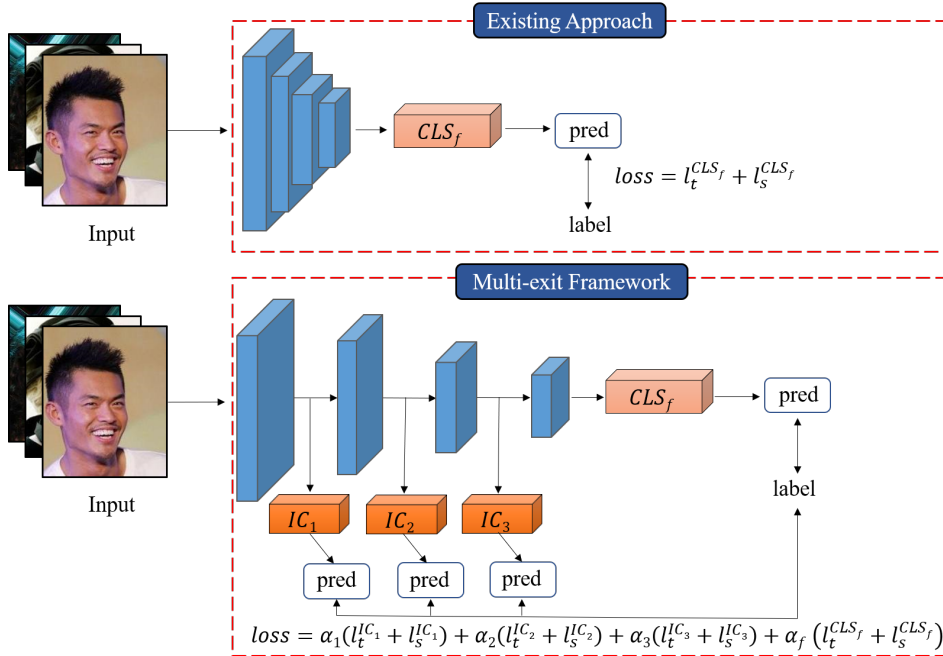 Existing Approach
CLS_f
pred
loss = l_t^{CLS_f} + l_s^{CLS_f}
label
Input
Multi-exit Framework
CLS_f
pred
label
Input
IC_1
IC_2
IC_3
pred
pred
pred
loss = α_1(l_t^{IC_1} + l_s^{IC_1}) + α_2(l_t^{IC_2} + l_s^{IC_2}) + α_3(l_t^{IC_3} + l_s^{IC_3}) + α_f (l_t^{CLS_f} + l_s^{CLS_f})